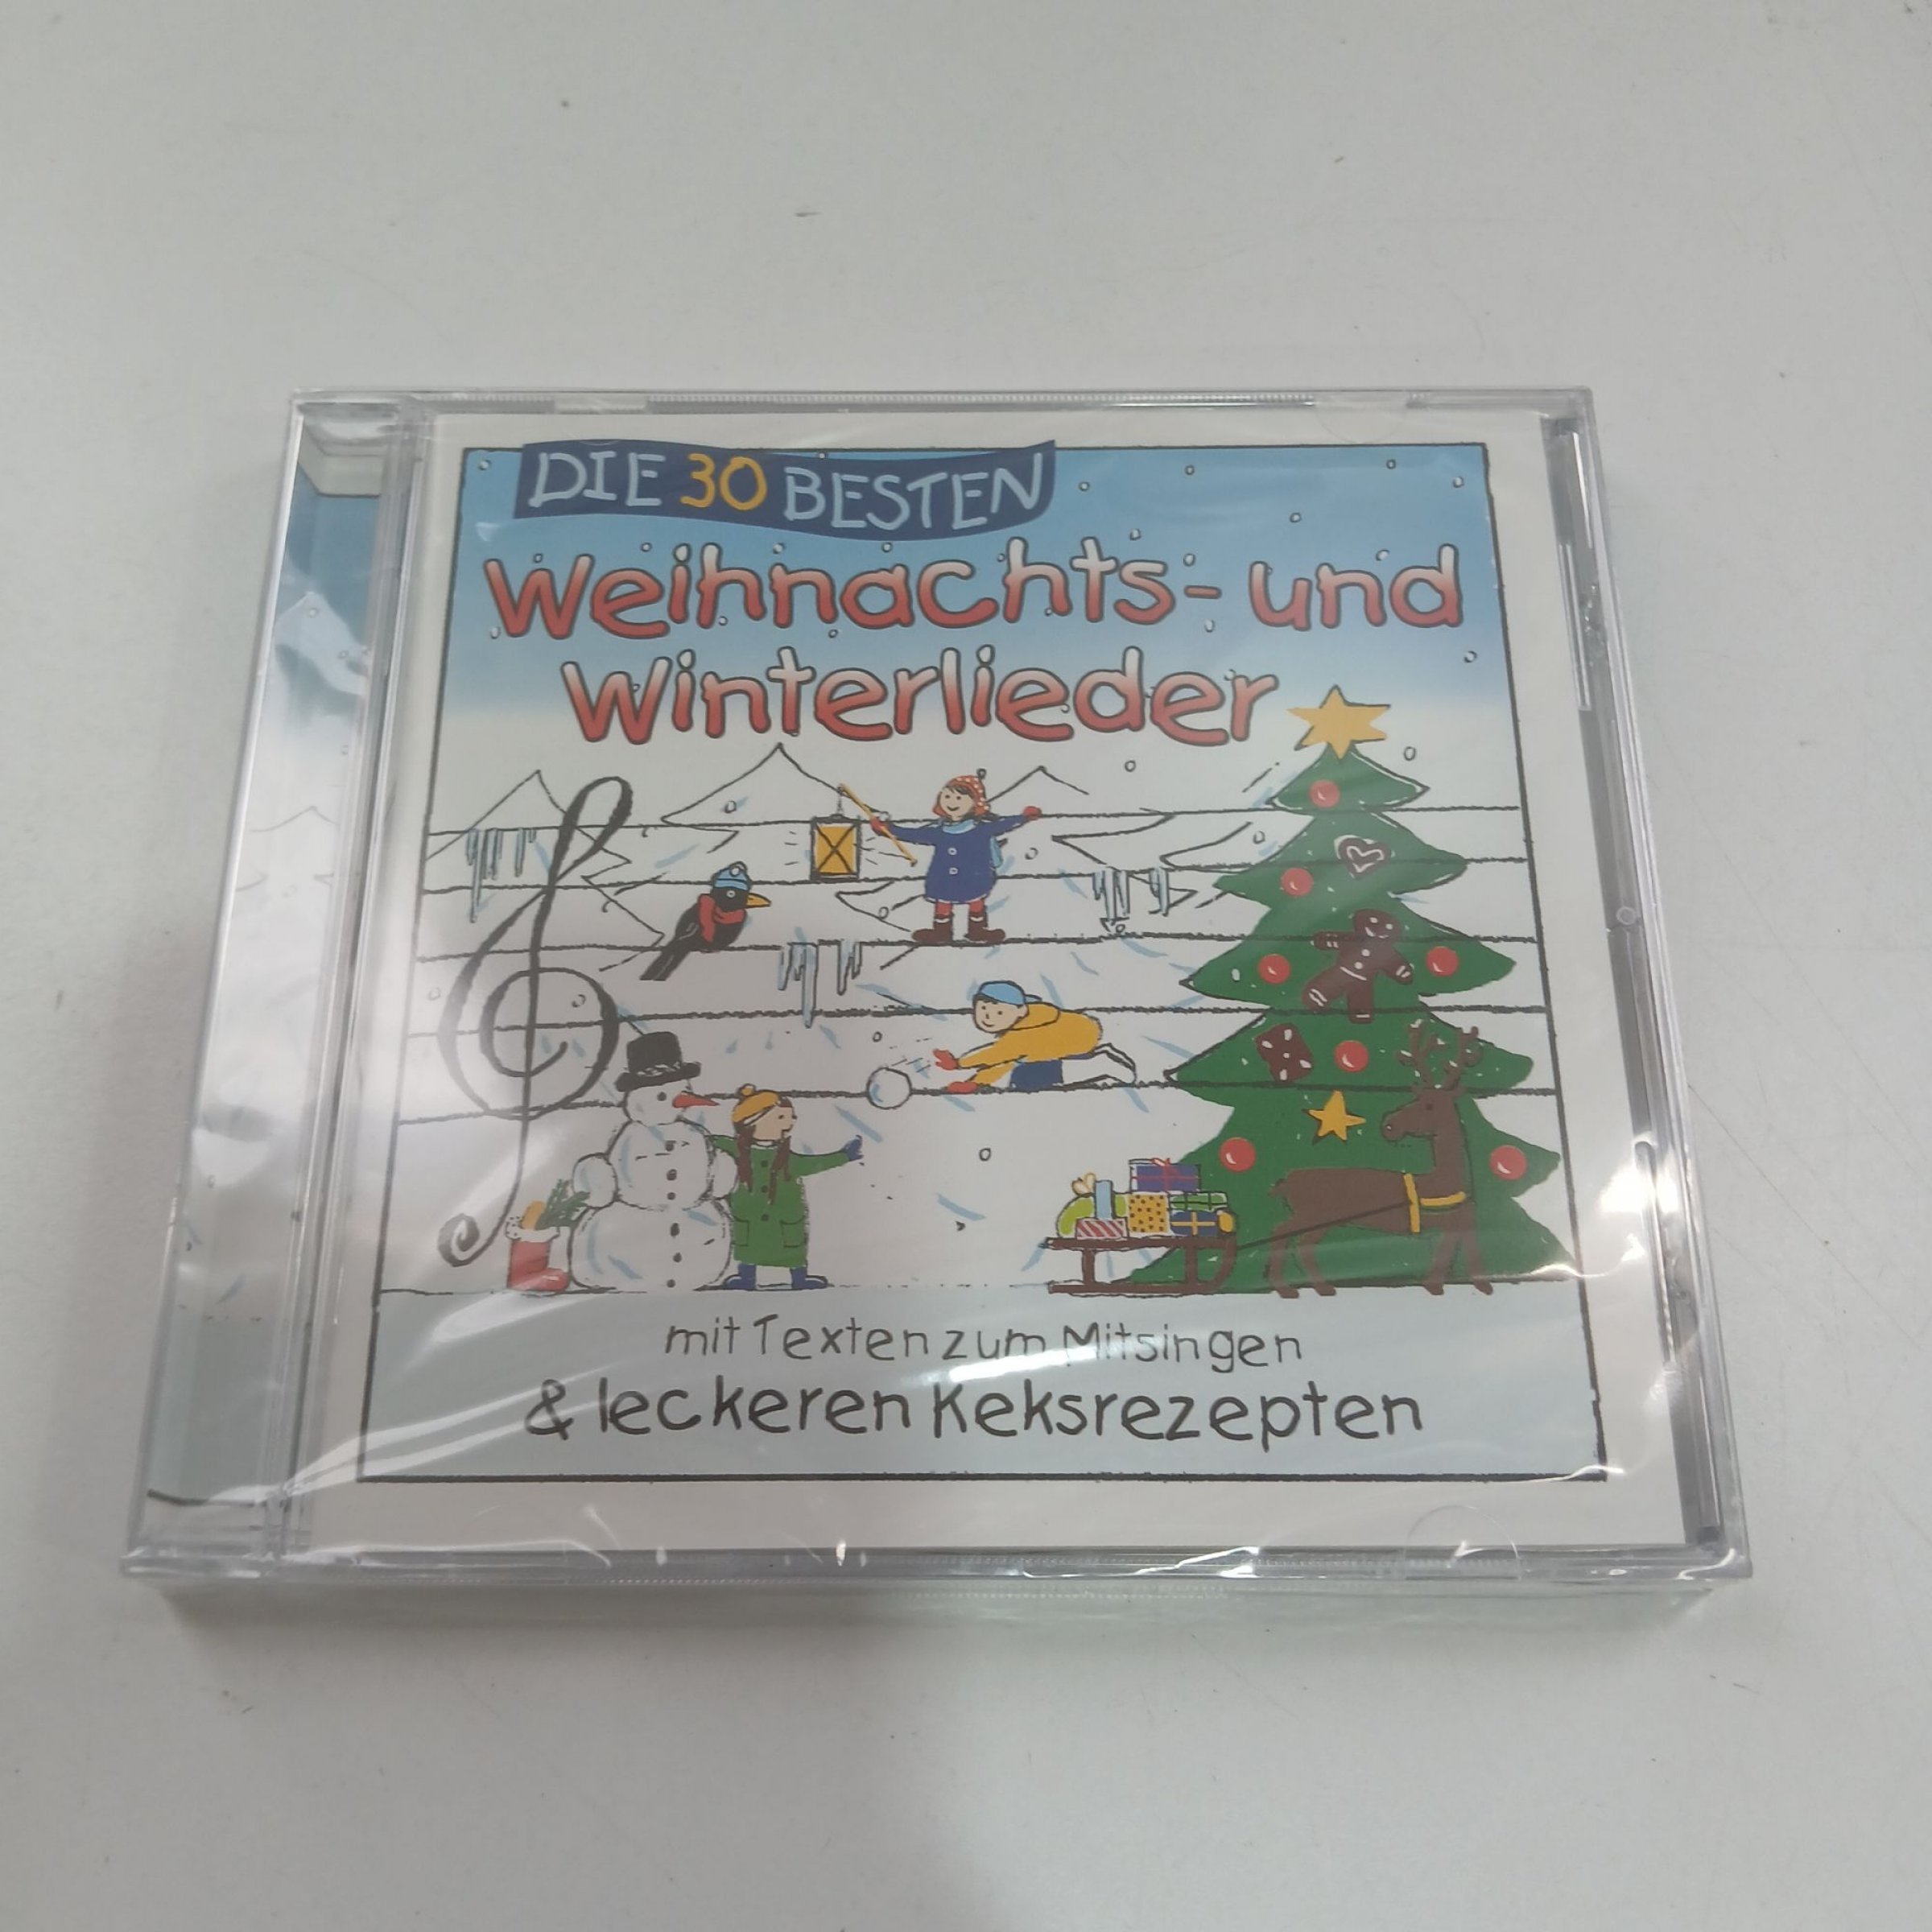 DIE 30 BESTEN
Weihnachts- und
Winterlieder
mit Texten zum Mitsingen
& leckeren Keksrezepten